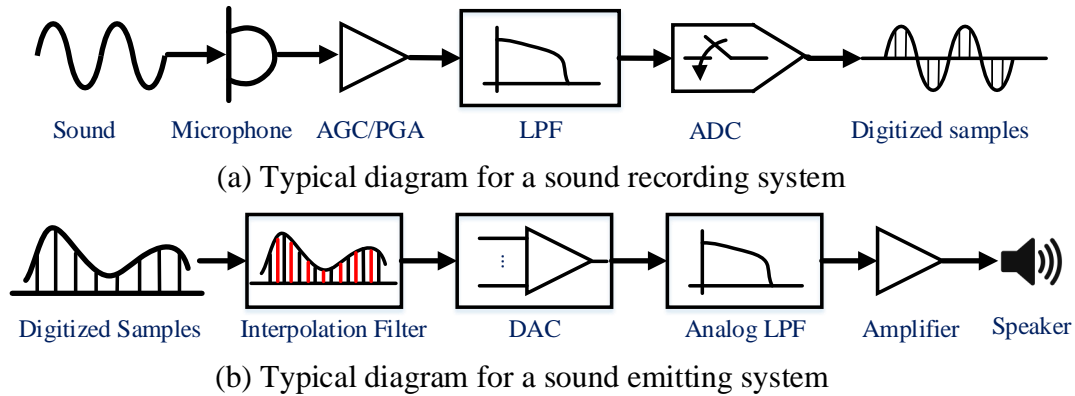 Sound Microphone AGC/PGA LPF ADC Digitized samples
(a) Typical diagram for a sound recording system
Digitized Samples Interpolation Filter DAC Analog LPF Amplifier Speaker
(b) Typical diagram for a sound emitting system